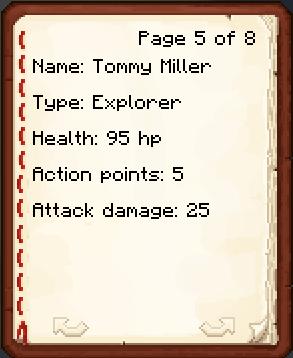 Page 5 of 8
Name: Tommy Miller
Type: Explorer
Health: 95 hp
Action points: 5
Attack damage: 25